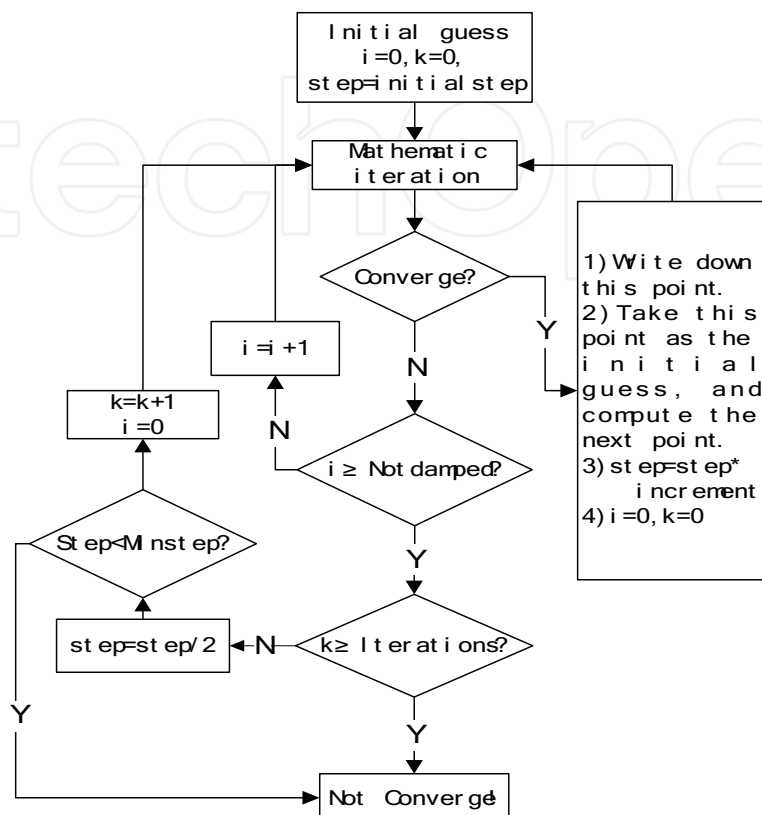 Initial guess
i=0, k=0,
step=initialstep
Mathematic
iteration
Converge?
Y
N
1) Write down
this point.
2) Take this
point as the
initial
guess, and
compute the
next point.
3) step=step*
increment
4) i=0, k=0
i=i+1
k=k+1
i=0
N
i ≥ Notdamped?
Y
Step<Minstep?
step=step/2
N
k≥ Iterations?
Y
Y
Not Converge!
techOpe